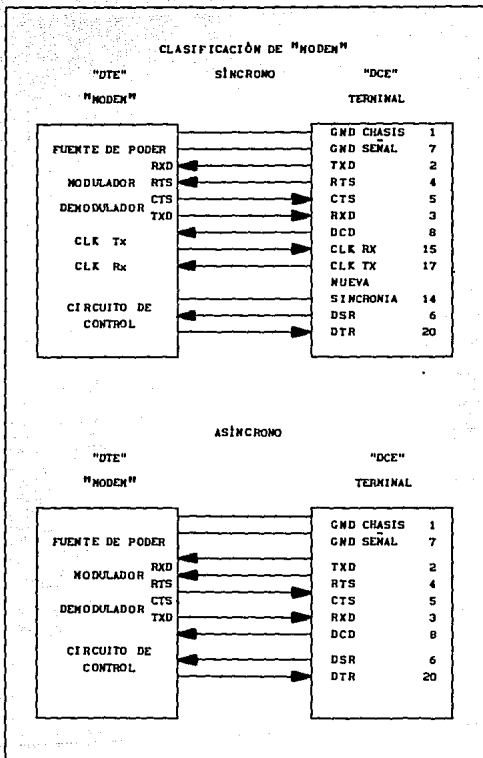 CLASIFICACIÓN DE "MODEM"
"DTE" SÍNCRONO "DCE"
"MODEM" TERMINAL
GND CHASIS 1
FUENTE DE PODER GND SEÑAL 7
RXD TXD 2
MODULADOR RTS RTS 4
CTS CTS 5
DEMODULADOR TXD RXD 3
DCD 8
CLK Tx CLK RX 15
CLK Rx CLK TX 17
NUEVA
SINCRONIA 14
CIRCUITO DE DSR 6
CONTROL DTR 20
ASÍNCRONO
"DTE" "DCE"
"MODEM" TERMINAL
GND CHASIS 1
FUENTE DE PODER GND SEÑAL 7
RXD TXD 2
MODULADOR RTS RTS 4
CTS CTS 5
DEMODULADOR TXD RXD 3
DCD 8
CIRCUITO DE DSR 6
CONTROL DTR 20